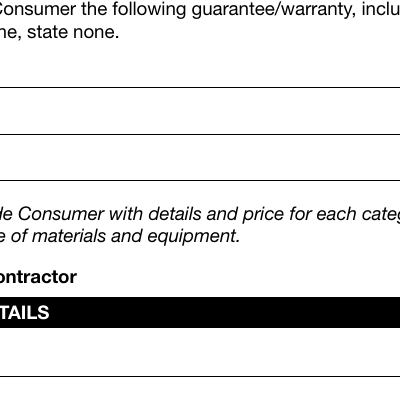 Consumer the following guarantee/warranty, inclu
ne, state none.
de Consumer with details and price for each categ
e of materials and equipment.
ontractor
TAILS